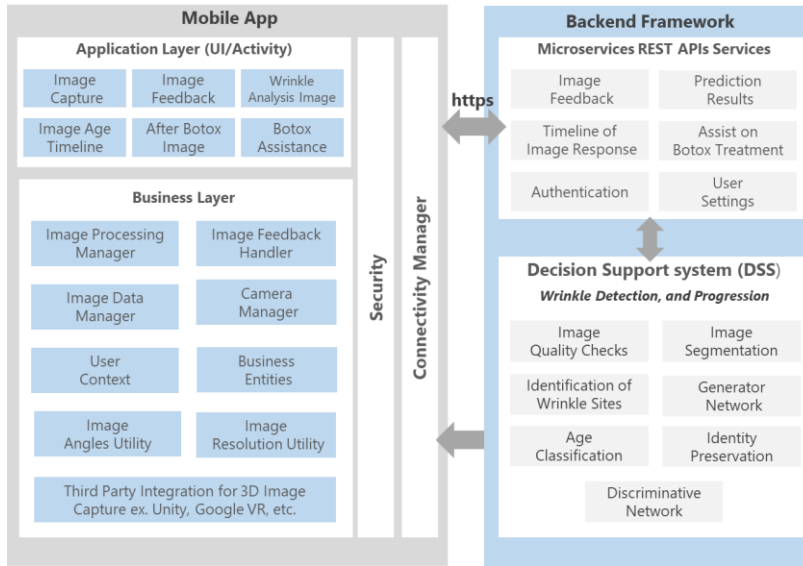 Mobile App
Application Layer (UI/Activity)
Image
Capture
Image
Feedback
Wrinkle
Analysis Image
Image Age
Timeline
After Botox
Image
Botox
Assistance
Business Layer
Image Processing
Manager
Image Feedback
Handler
Image Data
Manager
Camera
Manager
User
Context
Business
Entities
Image
Angles Utility
Image
Resolution Utility
Third Party Integration for 3D Image
Capture ex. Unity, Google VR, etc.
Security
Connectivity Manager
https
Backend Framework
Microservices REST APIs Services
Image
Feedback
Prediction
Results
Timeline of
Image Response
Assist on
Botox Treatment
Authentication
User
Settings
Decision Support system (DSS)
Wrinkle Detection, and Progression
Image
Quality Checks
Image
Segmentation
Identification of
Wrinkle Sites
Generator
Network
Age
Classification
Identity
Preservation
Discriminative
Network